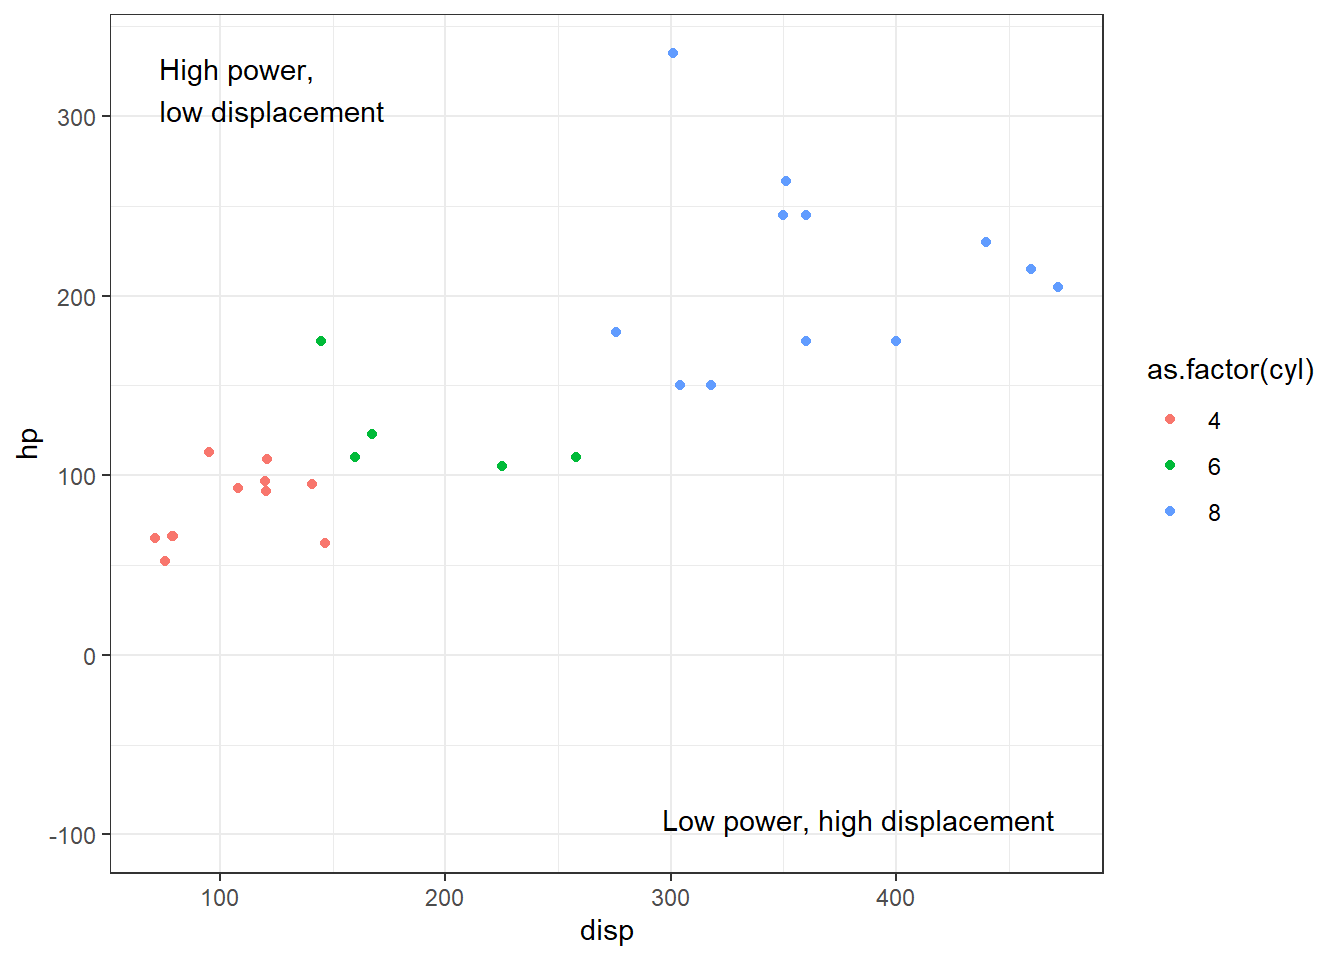 High power,
low displacement
300
200
100
0
-100
hp
Low power, high displacement
100 200 300 400
disp
as.factor(cyl)
4
6
8